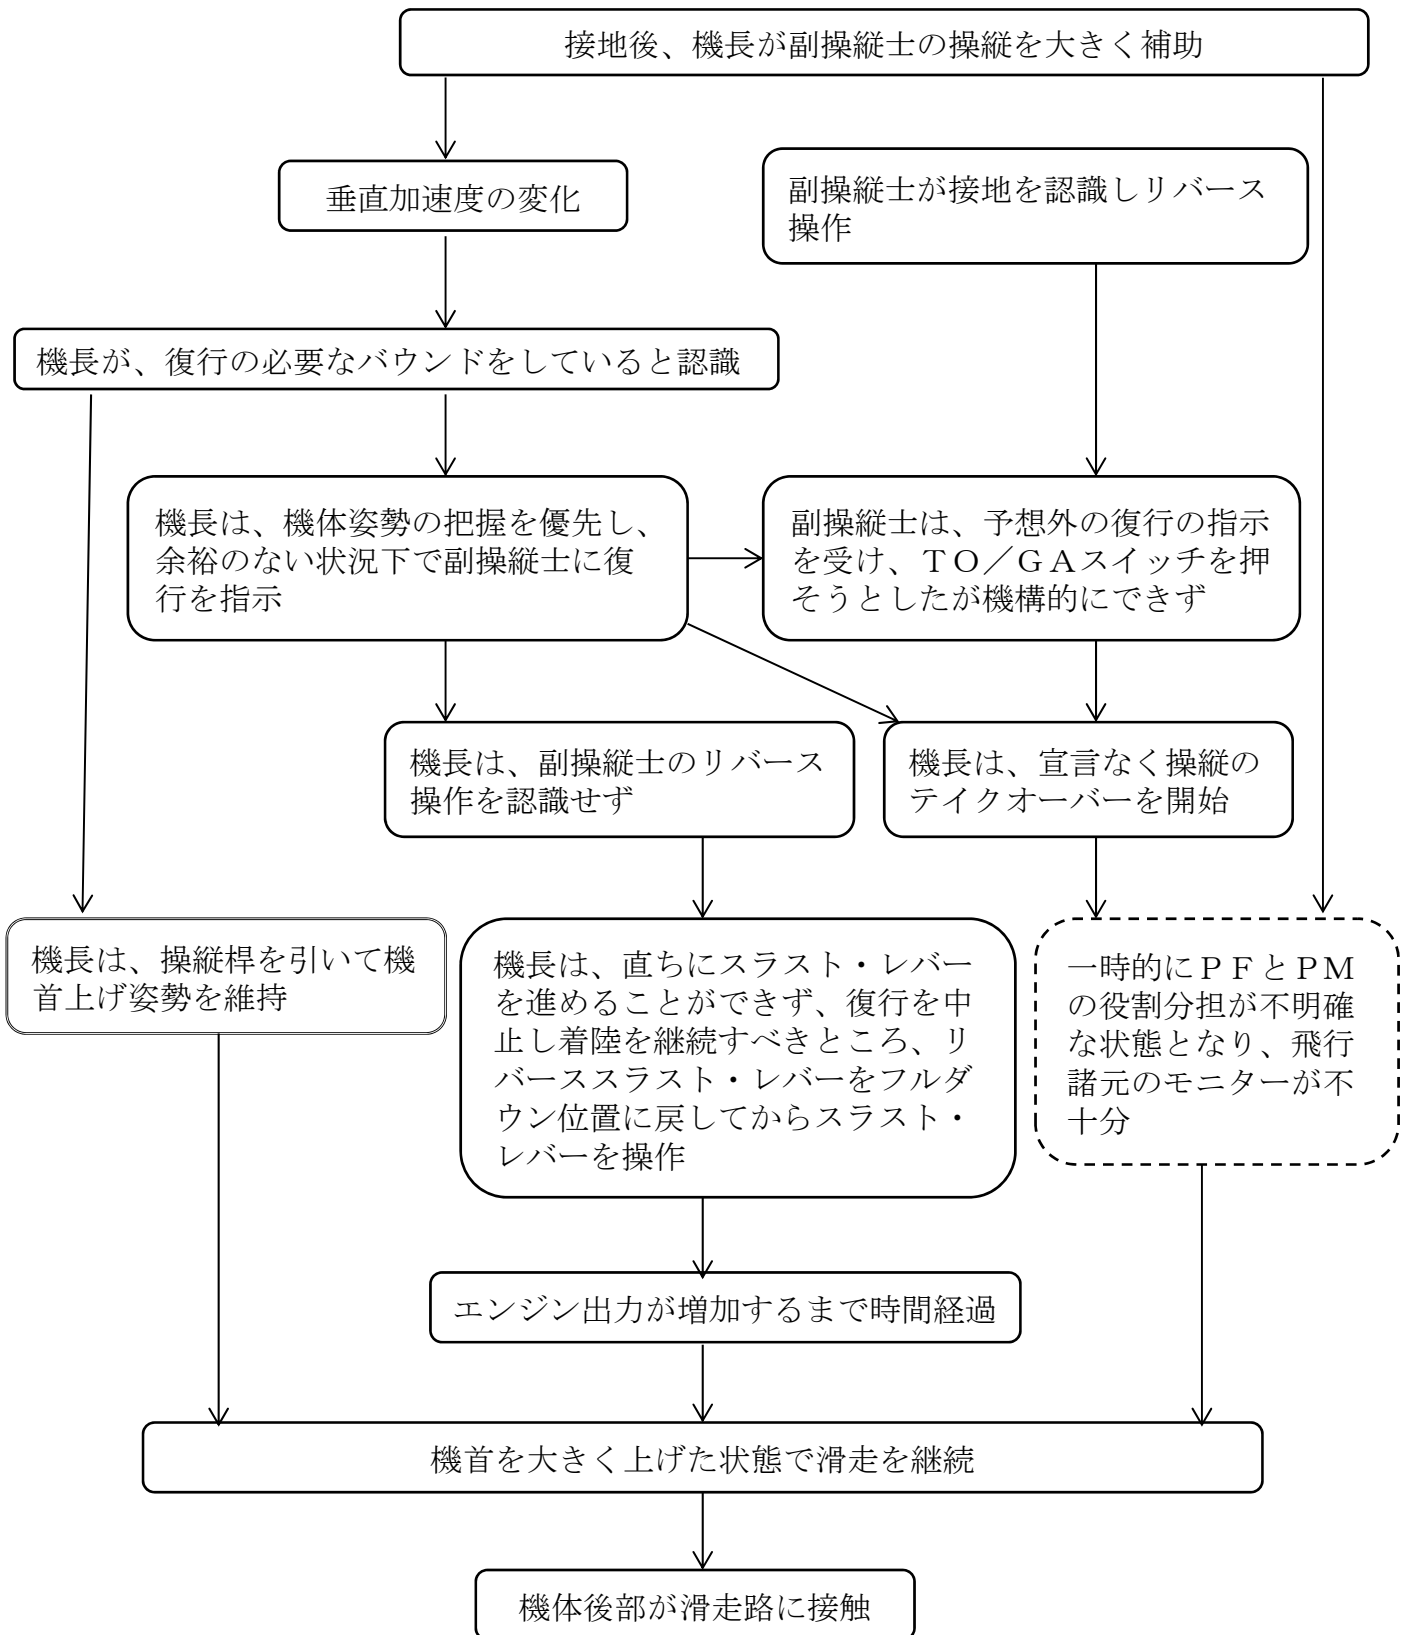 接地後、機長が副操縦士の操縦を大きく補助
垂直加速度の変化
副操縦士が接地を認識しリバース
操作
機長が、復行の必要なバウンドをしていると認識
機長は、機体姿勢の把握を優先し、
余裕のない状況下で副操縦士に復
行を指示
副操縦士は、予想外の復行の指示
を受け、TO/GAスイッチを押
そうとしたが機構的にできず
機長は、副操縦士のリバース
操作を認識せず
機長は、宣言なく操縦の
テイクオーバーを開始
機長は、操縦桿を引いて機
首上げ姿勢を維持
機長は、直ちにスラスト・レバー
を進めることができず、復行を中
止し着陸を継続すべきところ、リ
バーススラスト・レバーをフルダ
ウン位置に戻してからスラスト・
レバーを操作
一時的にPFとPM
の役割分担が不明確
な状態となり、飛行
諸元のモニターが不
十分
エンジン出力が増加するまで時間経過
機首を大きく上げた状態で滑走を継続
機体後部が滑走路に接触